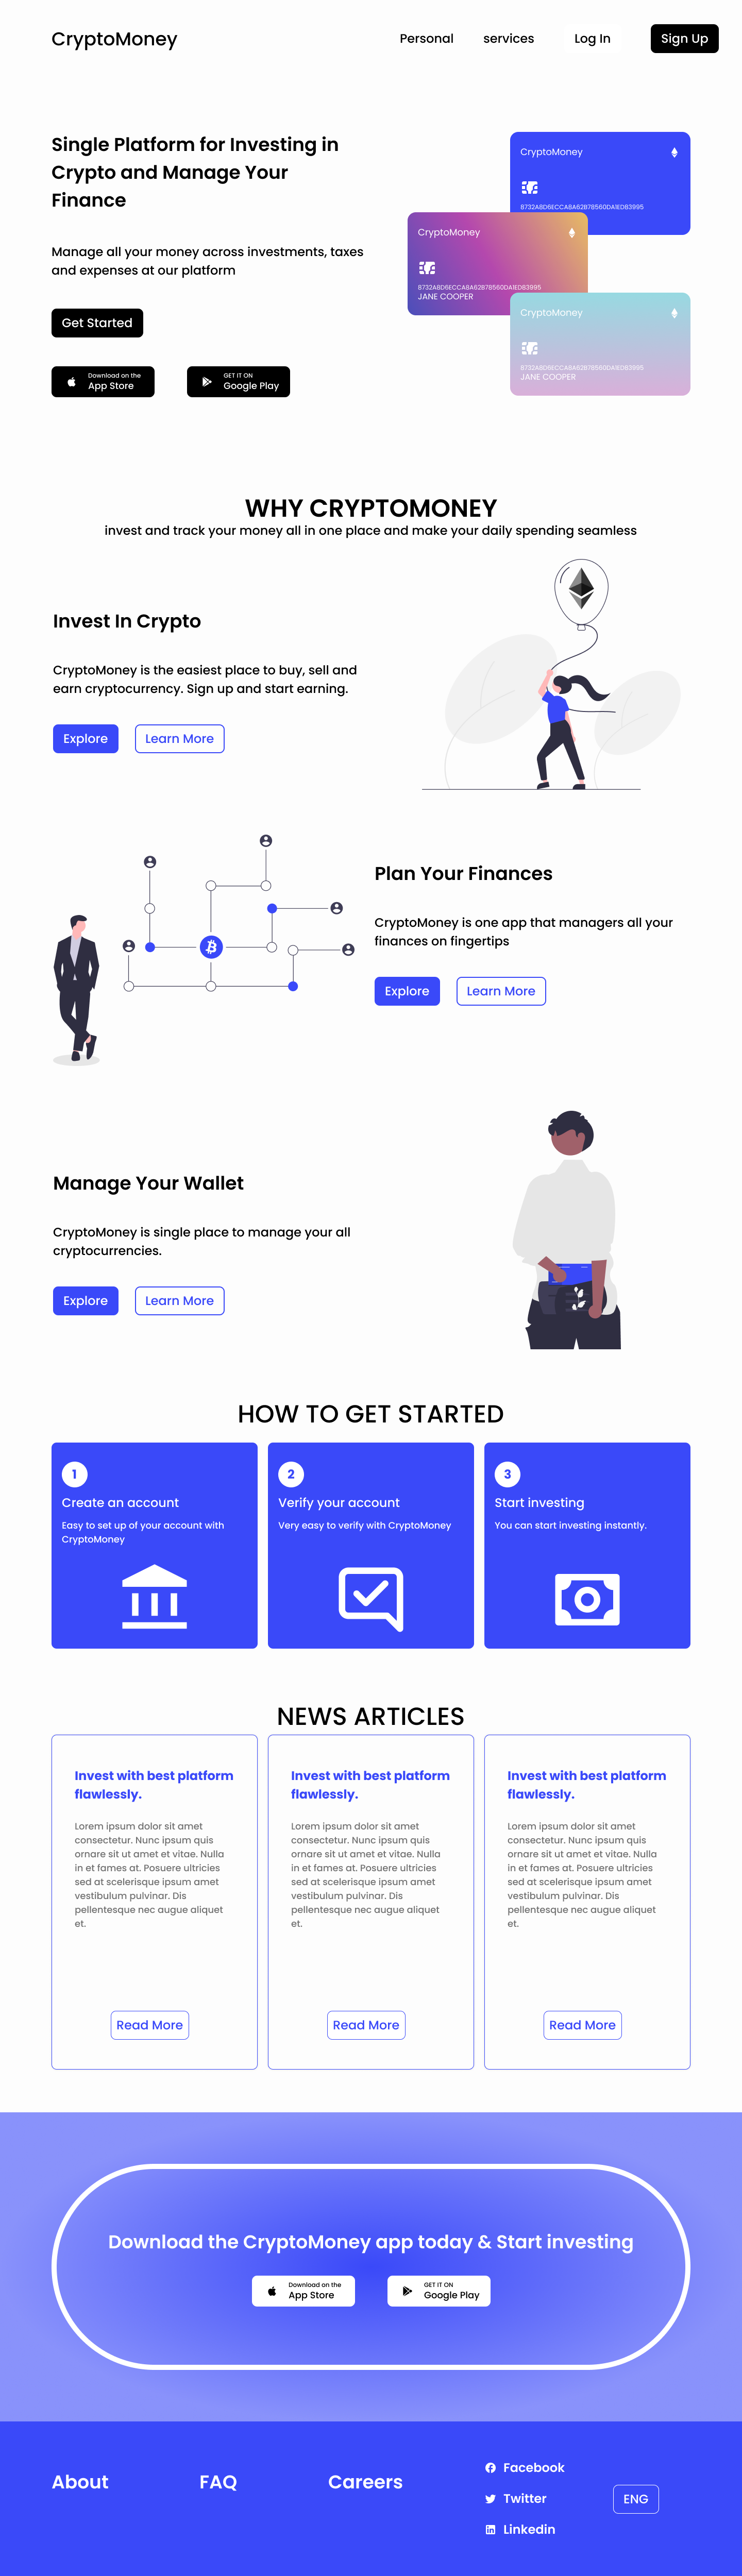 CryptoMoney
Personal
services
Log In
Sign Up
Single Platform for Investing in
Crypto and Manage Your
Finance
Manage all your money across investments, taxes
and expenses at our platform
Get Started
Download on the
App Store
GET IT ON
Google Play
CryptoMoney
8732A8D6ECCA8A62B7B560DA1ED83995
CryptoMoney
8732A8D6ECCA8A62B7B560DA1ED83995
JANE COOPER
CryptoMoney
8732A8D6ECCA8A62B7B560DA1ED83995
JANE COOPER
WHY CRYPTOMONEY
invest and track your money all in one place and make your daily spending seamless
Invest In Crypto
CryptoMoney is the easiest place to buy, sell and
earn cryptocurrency. Sign up and start earning.
Explore
Learn More
Plan Your Finances
CryptoMoney is one app that managers all your
finances on fingertips
Explore
Learn More
Manage Your Wallet
CryptoMoney is single place to manage your all
cryptocurrencies.
Explore
Learn More
HOW TO GET STARTED
1
Create an account
Easy to set up of your account with
CryptoMoney
2
Verify your account
Very easy to verify with CryptoMoney
3
Start investing
You can start investing instantly.
NEWS ARTICLES
Invest with best platform
flawlessly.
Lorem ipsum dolor sit amet
consectetur. Nunc ipsum quis
ornare sit ut amet et vitae. Nulla
in et fames at. Posuere ultricies
sed at scelerisque ipsum amet
vestibulum pulvinar. Dis
pellentesque nec augue aliquet
et.
Read More
Invest with best platform
flawlessly.
Lorem ipsum dolor sit amet
consectetur. Nunc ipsum quis
ornare sit ut amet et vitae. Nulla
in et fames at. Posuere ultricies
sed at scelerisque ipsum amet
vestibulum pulvinar. Dis
pellentesque nec augue aliquet
et.
Read More
Invest with best platform
flawlessly.
Lorem ipsum dolor sit amet
consectetur. Nunc ipsum quis
ornare sit ut amet et vitae. Nulla
in et fames at. Posuere ultricies
sed at scelerisque ipsum amet
vestibulum pulvinar. Dis
pellentesque nec augue aliquet
et.
Read More
Download the CryptoMoney app today & Start investing
Download on the
App Store
GET IT ON
Google Play
About
FAQ
Careers
Facebook
Twitter
Linkedin
ENG